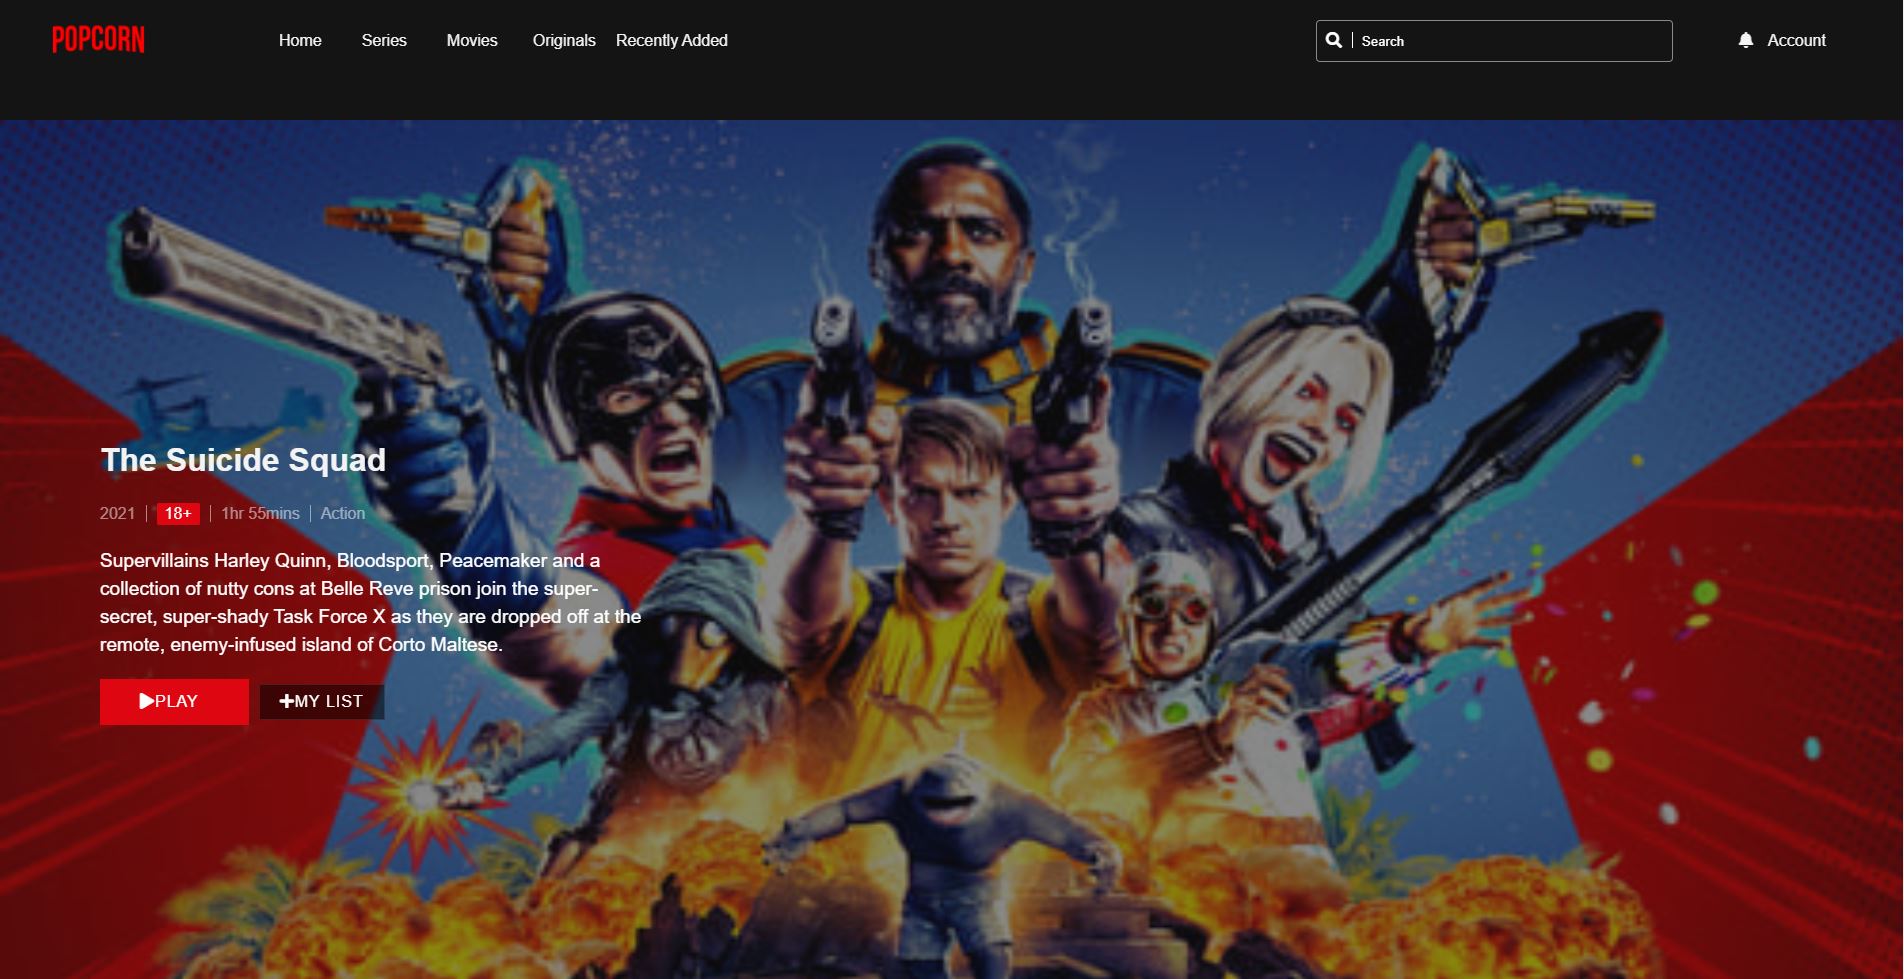 POPCORN
Home Series Movies Originals Recently Added
Search
Account
The Suicide Squad
2021 | 18+ | 1hr 55mins | Action
Supervillains Harley Quinn, Bloodsport, Peacemaker and a
collection of nutty cons at Belle Reve prison join the super-
secret, super-shady Task Force X as they are dropped off at the
remote, enemy-infused island of Corto Maltese.
PLAY
MY LIST